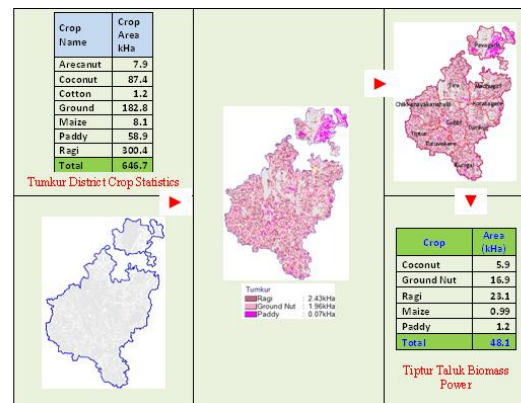 Crop Name Crop Area kHa
Arecanut 7.9
Coconut 87.4
Cotton 1.2
Ground 182.8
Maize 8.1
Paddy 58.9
Ragi 300.4
Total 646.7
Tumkur District Crop Statistics
Tumkur
Ragi : 2.43kHa
Ground Nut : 1.96kHa
Paddy : 0.07kHa
Pavagada
Sira
Madhugiri
Chikkanayakanahalli
Koratagere
Gubbi
Tumkur
Tiptur
Turuvekere
Kunigal
Crop Area (kHa)
Coconut 5.9
Ground Nut 16.9
Ragi 23.1
Maize 0.99
Paddy 1.2
Total 48.1
Tiptur Taluk Biomass
Power